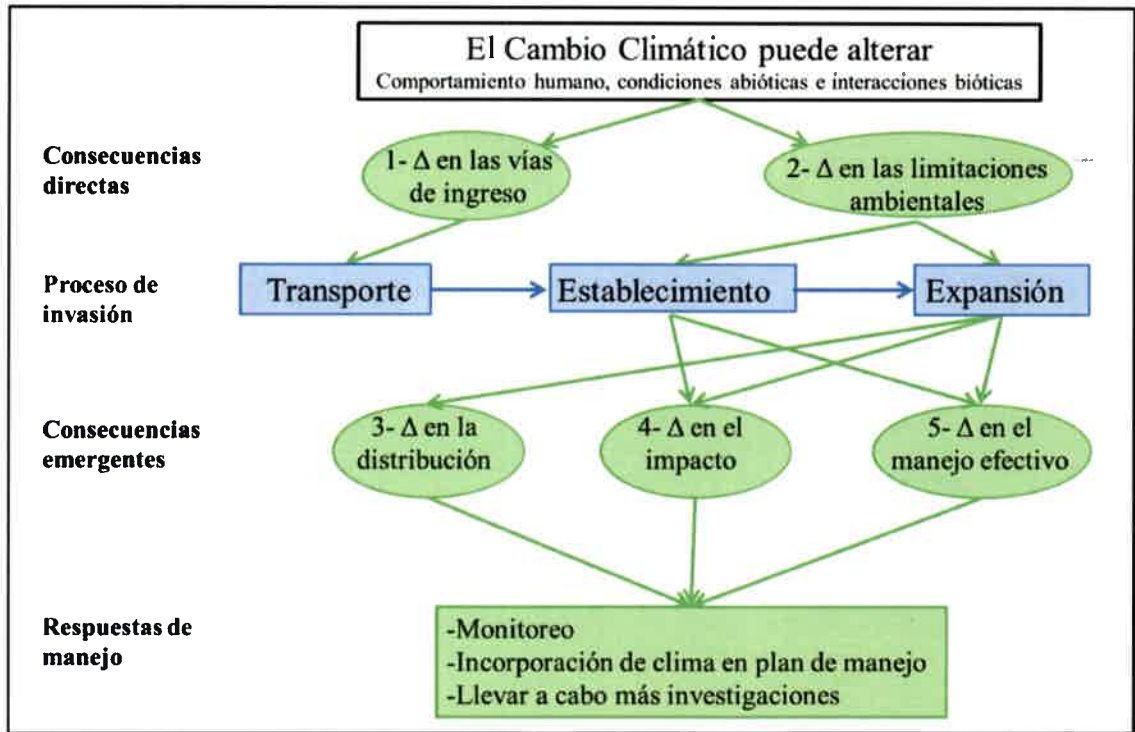 El Cambio Climático puede alterar
Comportamiento humano, condiciones abióticas e interacciones bióticas
Consecuencias
directas
1- Δ en las vías
de ingreso
2- Δ en las limitaciones
ambientales
Proceso de
invasión
Transporte
Establecimiento
Expansión
Consecuencias
emergentes
3- Δ en la
distribución
4- Δ en el
impacto
5- Δ en el
manejo efectivo
Respuestas de
manejo
-Monitoreo
-Incorporación de clima en plan de manejo
-Llevar a cabo más investigaciones